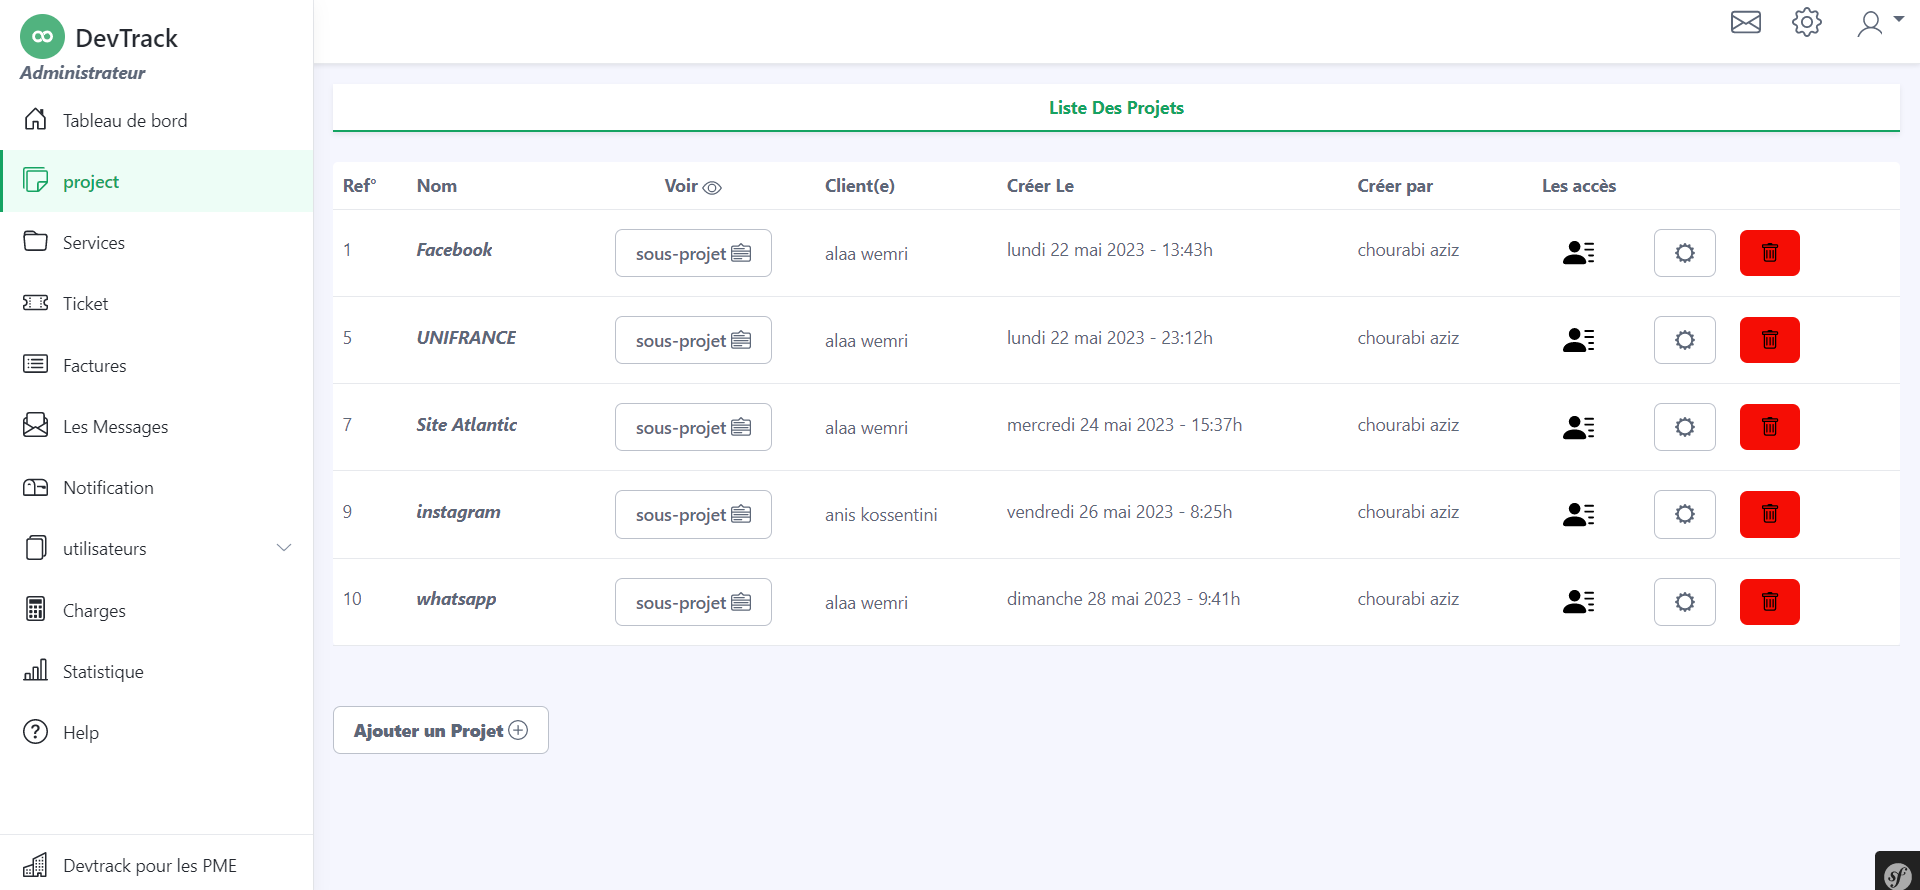 DevTrack
Administrateur
Tableau de bord
project
Services
Ticket
Factures
Les Messages
Notification
utilisateurs
Charges
Statistique
Help
Devtrack pour les PME
Liste Des Projets
Ref° Nom Voir Client(e) Créer Le Créer par Les accès
1 Facebook sous-projet alaa wemri lundi 22 mai 2023 - 13:43h chourabi aziz
5 UNIFRANCE sous-projet alaa wemri lundi 22 mai 2023 - 23:12h chourabi aziz
7 Site Atlantic sous-projet alaa wemri mercredi 24 mai 2023 - 15:37h chourabi aziz
9 instagram sous-projet anis kossentini vendredi 26 mai 2023 - 8:25h chourabi aziz
10 whatsapp sous-projet alaa wemri dimanche 28 mai 2023 - 9:41h chourabi aziz
Ajouter un Projet
sf